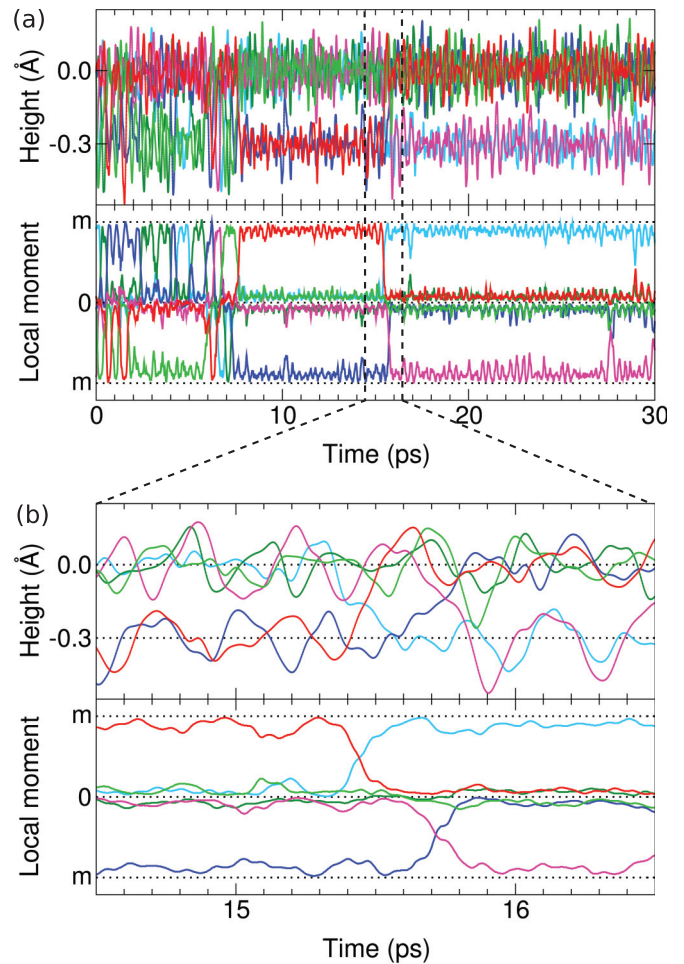 (a)
Height (Å)
0.0
-0.3
Local moment
m
0
m
0 10 20 30
Time (ps)
(b)
Height (Å)
0.0
-0.3
Local moment
m
0
m
15 16
Time (ps)